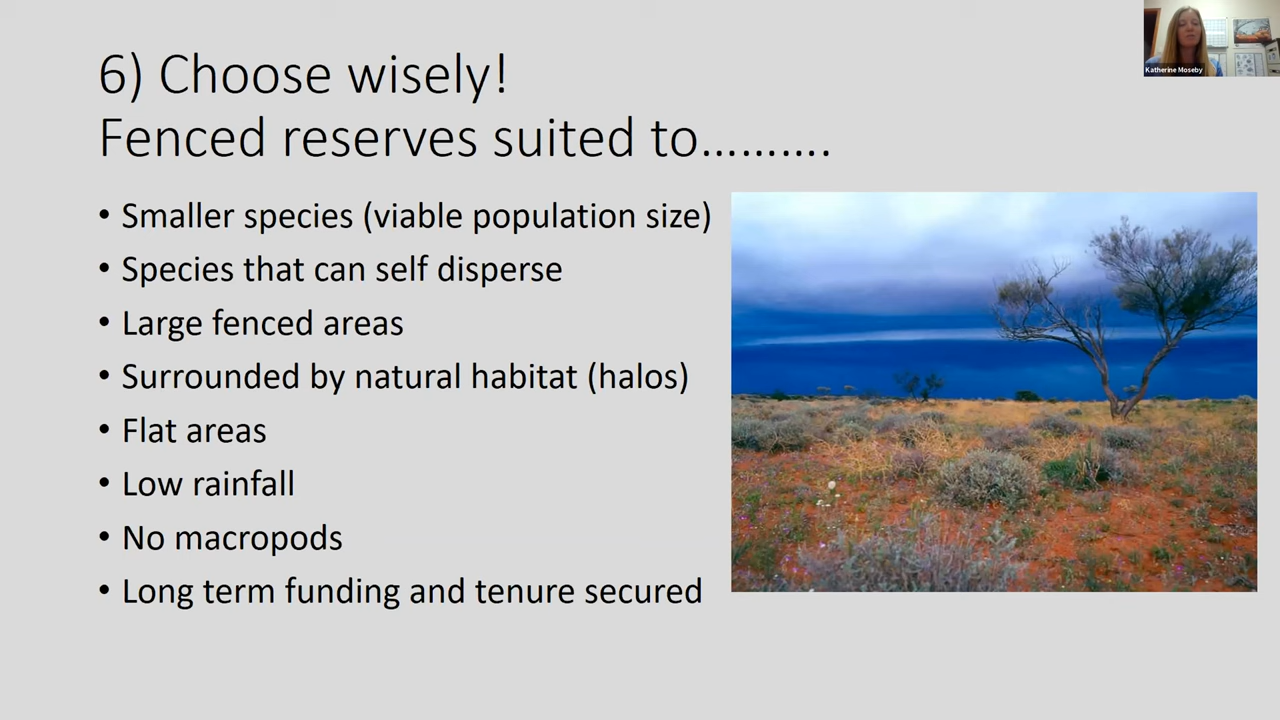 6) Choose wisely!
Fenced reserves suited to……….
• Smaller species (viable population size)
• Species that can self disperse
• Large fenced areas
• Surrounded by natural habitat (halos)
• Flat areas
• Low rainfall
• No macropods
• Long term funding and tenure secured
Katherine Moseby